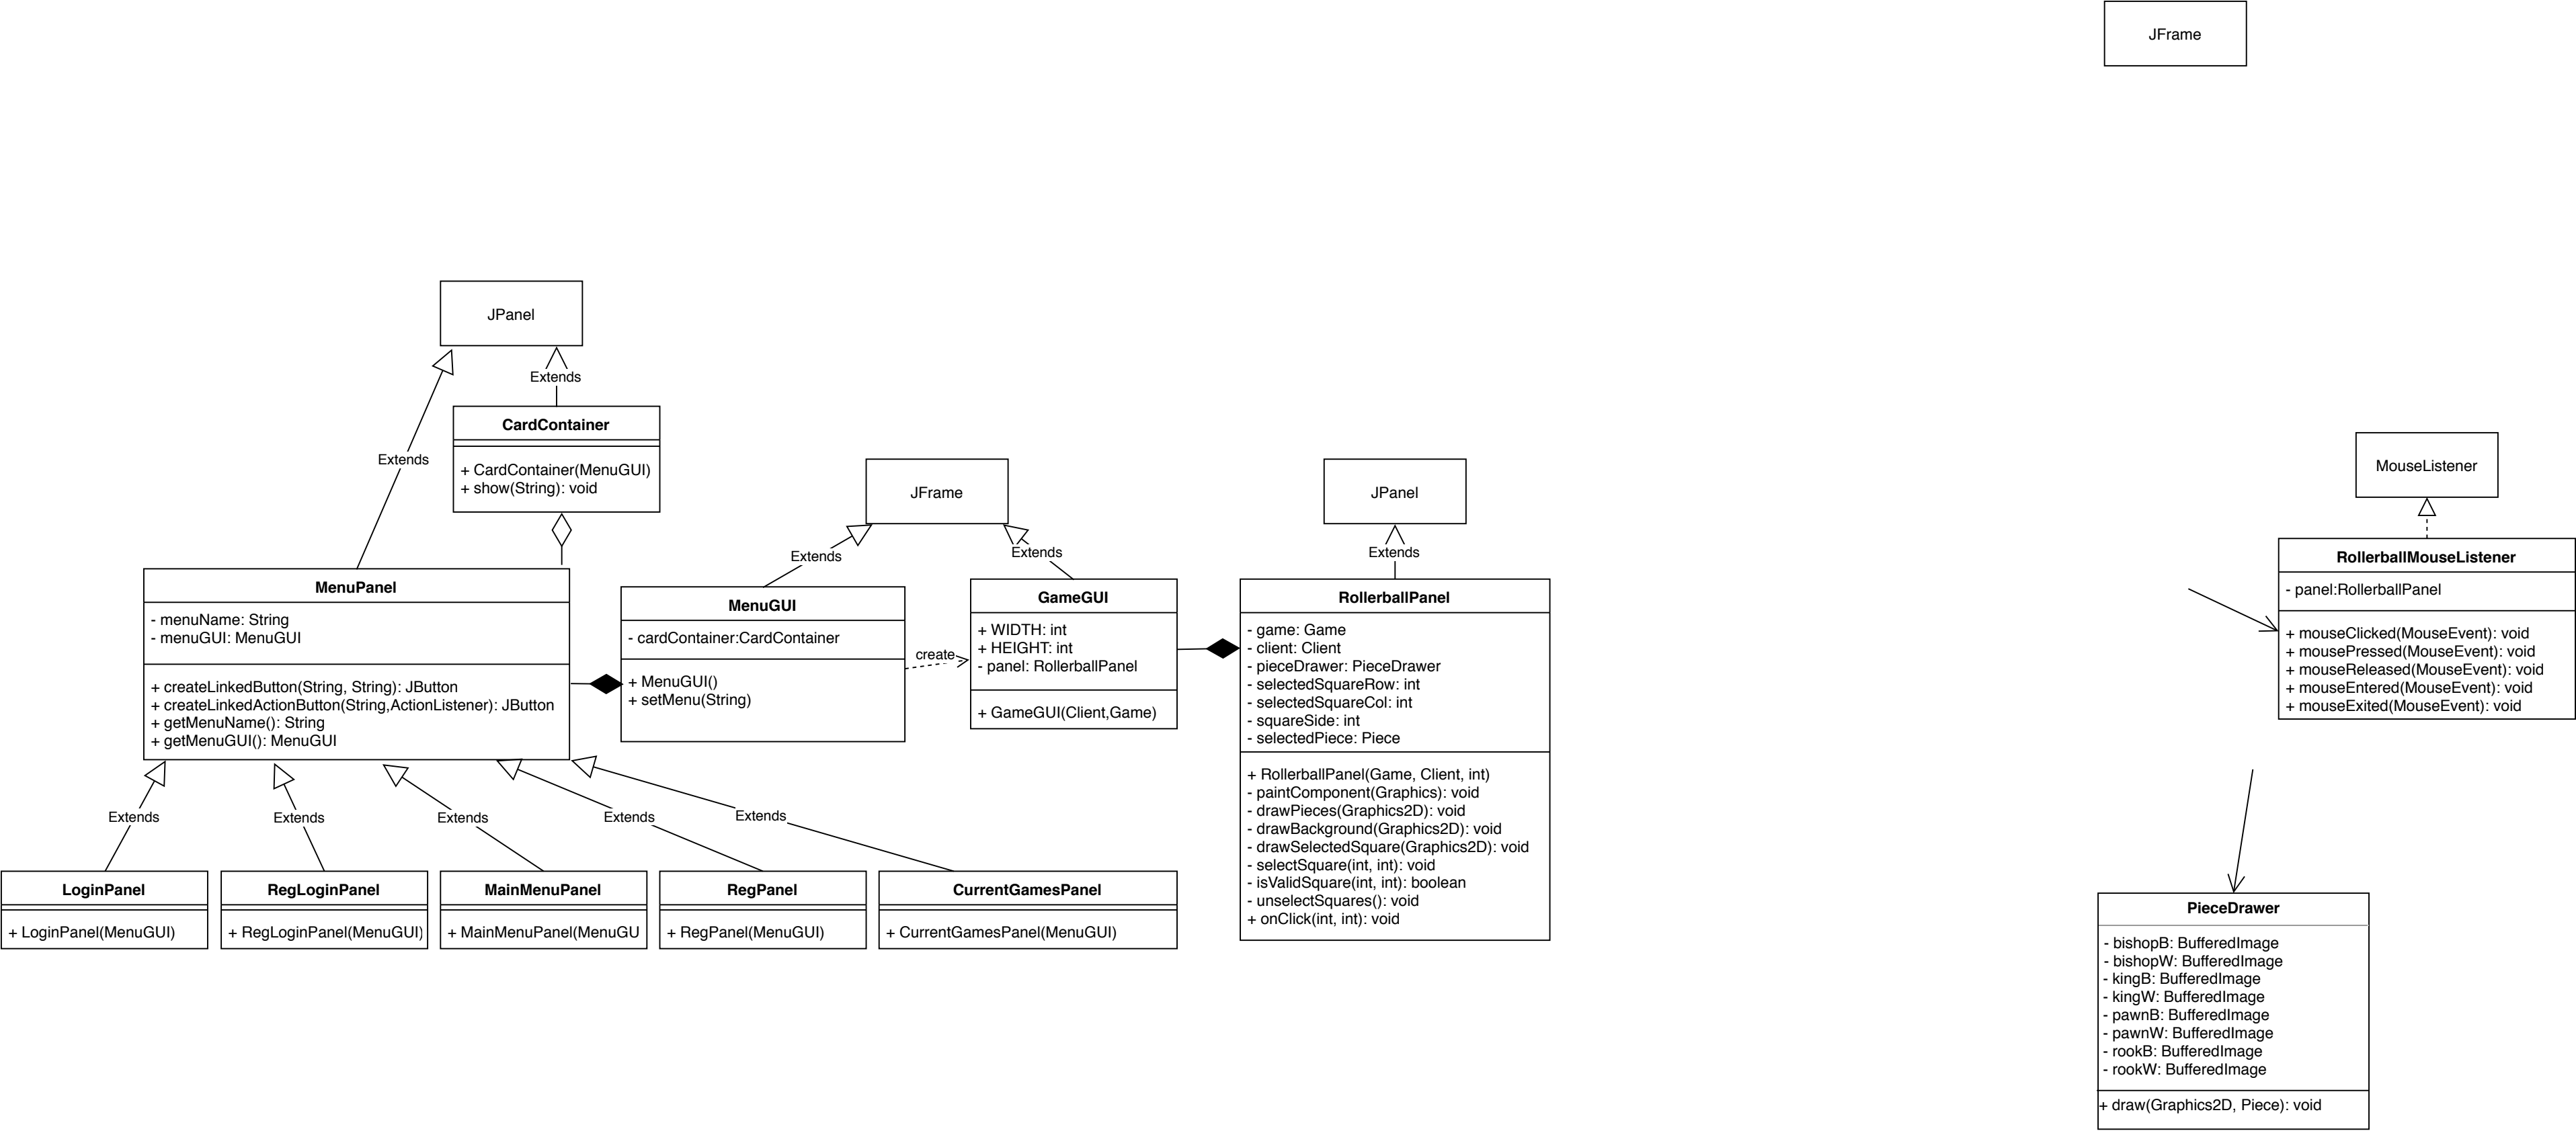 JFrame
JPanel
Extends
Extends
CardContainer
+ CardContainer(MenuGUI)
+ show(String): void
MenuPanel
- menuName: String
- menuGUI: MenuGUI
+ createLinkedButton(String, String): JButton
+ createLinkedActionButton(String,ActionListener): JButton
+ getMenuName(): String
+ getMenuGUI(): MenuGUI
JFrame
Extends
Extends
MenuGUI
- cardContainer:CardContainer
+ MenuGUI()
+ setMenu(String)
create
GameGUI
+ WIDTH: int
+ HEIGHT: int
- panel: RollerballPanel
+ GameGUI(Client,Game)
JPanel
Extends
RollerballPanel
- game: Game
- client: Client
- pieceDrawer: PieceDrawer
- selectedSquareRow: int
- selectedSquareCol: int
- squareSide: int
- selectedPiece: Piece
+ RollerballPanel(Game, Client, int)
- paintComponent(Graphics): void
- drawPieces(Graphics2D): void
- drawBackground(Graphics2D): void
- drawSelectedSquare(Graphics2D): void
- selectSquare(int, int): void
- isValidSquare(int, int): boolean
- unselectSquares(): void
+ onClick(int, int): void
MouseListener
RollerballMouseListener
- panel:RollerballPanel
+ mouseClicked(MouseEvent): void
+ mousePressed(MouseEvent): void
+ mouseReleased(MouseEvent): void
+ mouseEntered(MouseEvent): void
+ mouseExited(MouseEvent): void
Extends
Extends
Extends
Extends
Extends
LoginPanel
+ LoginPanel(MenuGUI)
RegLoginPanel
+ RegLoginPanel(MenuGUI)
MainMenuPanel
+ MainMenuPanel(MenuGU
RegPanel
+ RegPanel(MenuGUI)
CurrentGamesPanel
+ CurrentGamesPanel(MenuGUI)
PieceDrawer
- bishopB: BufferedImage
- bishopW: BufferedImage
- kingB: BufferedImage
- kingW: BufferedImage
- pawnB: BufferedImage
- pawnW: BufferedImage
- rookB: BufferedImage
- rookW: BufferedImage
+ draw(Graphics2D, Piece): void